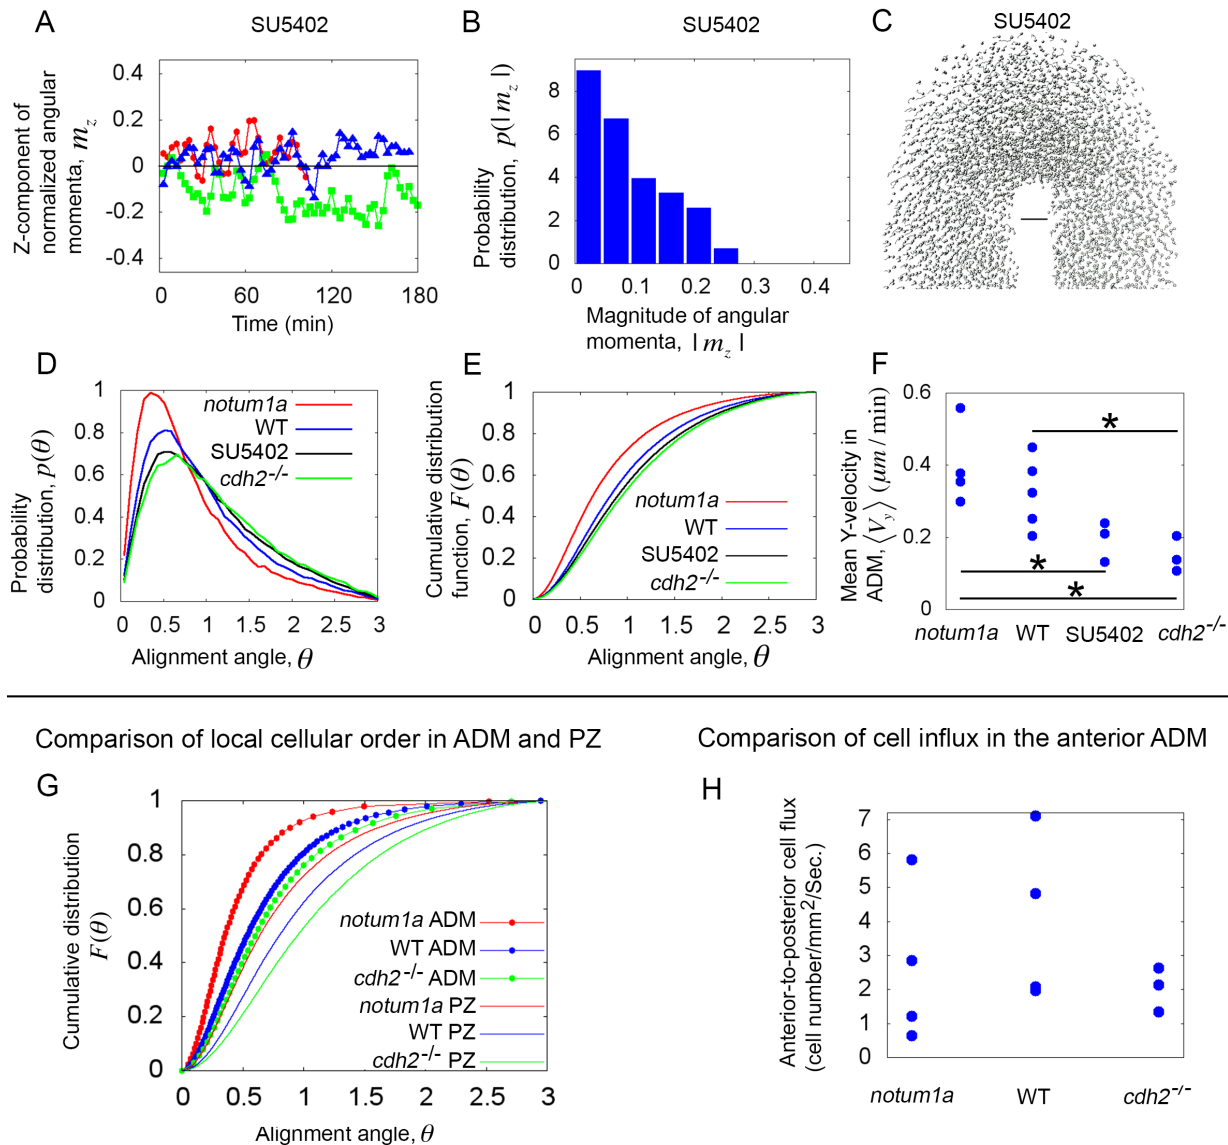 A
SU5402
Z-component of
normalized angular
momenta, m_z
0.4
0.2
0
-0.2
-0.4
0
60
120
180
Time (min)
B
SU5402
Probability
distribution, p(|m_z|)
8
6
4
2
0
0
0.1
0.2
0.3
0.4
Magnitude of angular
momenta, |m_z|
C
SU5402
D
Probability
distribution, p(θ)
1
0.8
0.6
0.4
0.2
0
notum1a
WT
SU5402
cdh2-/-
0
0.5
1
1.5
2
2.5
3
Alignment angle, θ
E
Cumulative distribution
function, F(θ)
1
0.8
0.6
0.4
0.2
0
notum1a
WT
SU5402
cdh2-/-
0
0.5
1
1.5
2
2.5
3
Alignment angle, θ
F
Mean Y-velocity in
ADM, ⟨V_y⟩ (μm / min)
0.6
0.4
0.2
0
*
*
*
notum1a
WT
SU5402
cdh2-/-
Comparison of local cellular order in ADM and PZ
G
Cumulative distribution
F(θ)
1
0.8
0.6
0.4
0.2
0
notum1a ADM
WT ADM
cdh2-/- ADM
notum1a PZ
WT PZ
cdh2-/- PZ
0
0.5
1
1.5
2
2.5
3
Alignment angle, θ
Comparison of cell influx in the anterior ADM
H
Anterior-to-posterior cell flux
(cell number/mm²/Sec.)
7
6
5
4
3
2
1
0
notum1a
WT
cdh2-/-